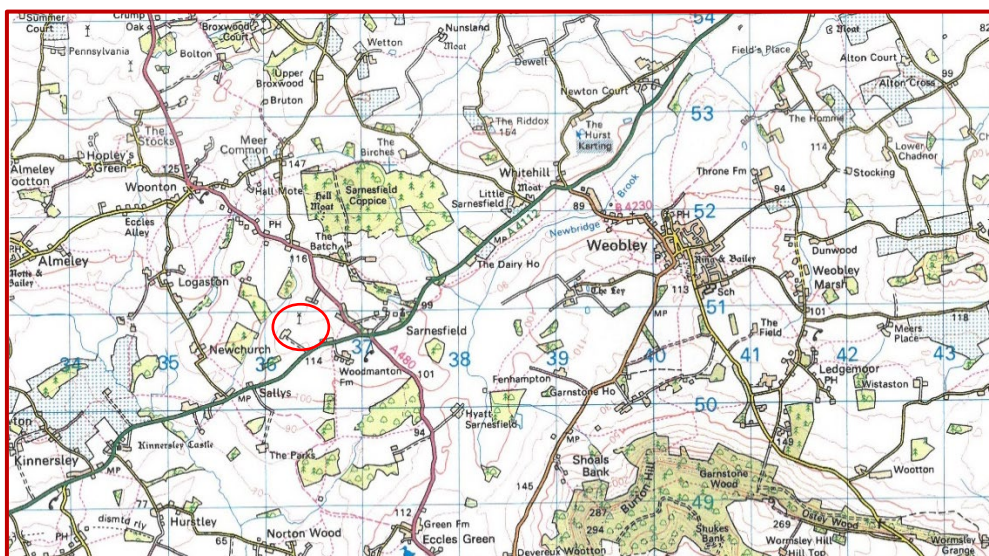 Summer Court
Crump Oak
Broxwood Court
Nunsland
Moat
54
Moat
82
Pennsylvania
Bolton
Wetton
Dewell
Field's Place
Alton Court
99
Upper Broxwood
Newton Court
Alton Cross
Bruton
53
The Stocks
Meer Common
The Riddox
154
The Hurst
Karting
The Homme
114
Lower Chadnor
Hopley's Green
125
147
The Birches
Almeley
ootton
Woonton
Hall Mote
Whitehill
Moat
Throne Fm
Stocking
Hell Moat
Sarnesfield Coppice
Little Sarnesfield
Brook
94
89
B 4230
PH
52
Eccles Alley
PH
A 4112
MP
Newbridge
The Batch
Weobley
P
Dunwood
PH
Almeley
Motte & Bailey
116
The Dairy Ho
Ring & Bailey
Weobley Marsh
Logaston
The Ley
113
Sch
51
99
MP
101
118
Sarnesfield
The Field
Meers Place
34
35
36
37
38
39
40
41
42
43
Newchurch
114
A 480
Woodmanton Fm
101
Fenhampton
Ledgemoor
PH
Wistaston
Sallys
MP
Garnstone Ho
50
Hyatt Sarnesfield
94
Kinnersley Castle
Kinnersley
MP
The Parks
MP
149
Shoals Bank
Wootton
145
Burton Hill
Garnstone Wood
49
77
287
294
dismtd rly
Hurstley
PH
65
Norton Wood
112
Green Fm
Eccles Green
Devereux Wootton
Shukes Bank
269
Ostey Wood
Wormsley Hill
Hill Top
Wormsley Grange